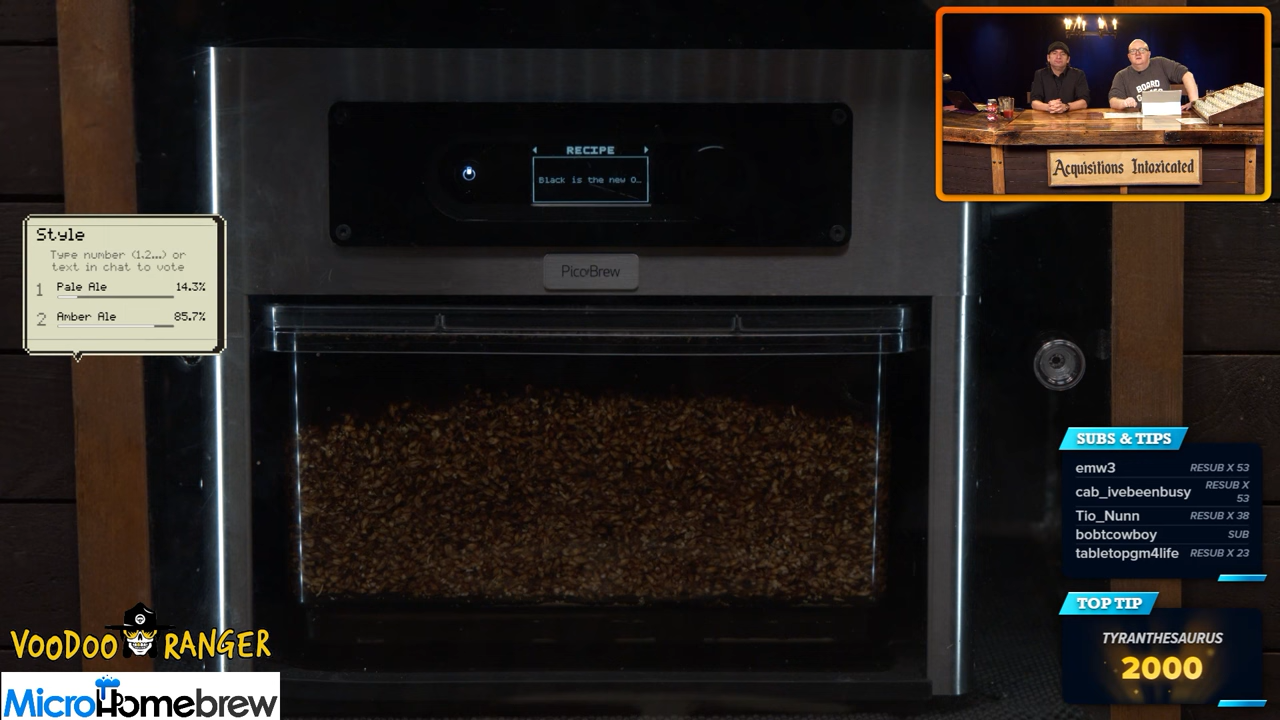 RECIPE
Black is the new O...
PicoBrew
BOARD
Acquisitions Intoxicated
Style
Type number (1,2...) or
text in chat to vote
1 Pale Ale 14.3%
2 Amber Ale 85.7%
SUBS & TIPS
emw3 RESUB X 53
cab_ivebeenbusy RESUB X
53
Tio_Nunn RESUB X 38
bobtcowboy SUB
tabletopgm4life RESUB X 23
TOP TIP
TYRANTHESAURUS
2000
VOODOO RANGER
MicroHomebrew